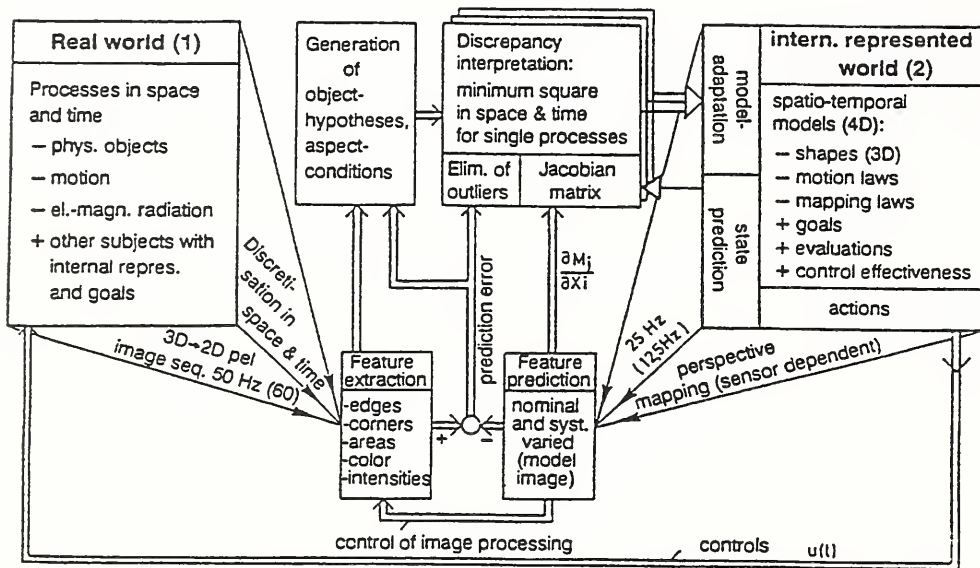 Real world (1)
Processes in space
and time
– phys. objects
– motion
– el.-magn. radiation
+ other subjects with
internal repres.
and goals
Generation
of
object-
hypotheses,
aspect-
conditions
Discrepancy
interpretation:
minimum square
in space & time
for single processes
Elim. of
outliers
Jacobian
matrix
model-
adaptation
state
prediction
intern. represented
world (2)
spatio-temporal
models (4D):
– shapes (3D)
– motion laws
– mapping laws
+ goals
+ evaluations
+ control effectiveness
actions
Discreti-
sation in
space & time
3D→2D pel
image seq. 50 Hz (60)
prediction error
∂Mj
∂Xi
25 Hz
(125Hz)
perspective
mapping (sensor dependent)
Feature
extraction
-edges
-corners
-areas
-color
-intensities
+
–
Feature
prediction
nominal
and syst.
varied
(model
image)
control of image processing
controls u(t)